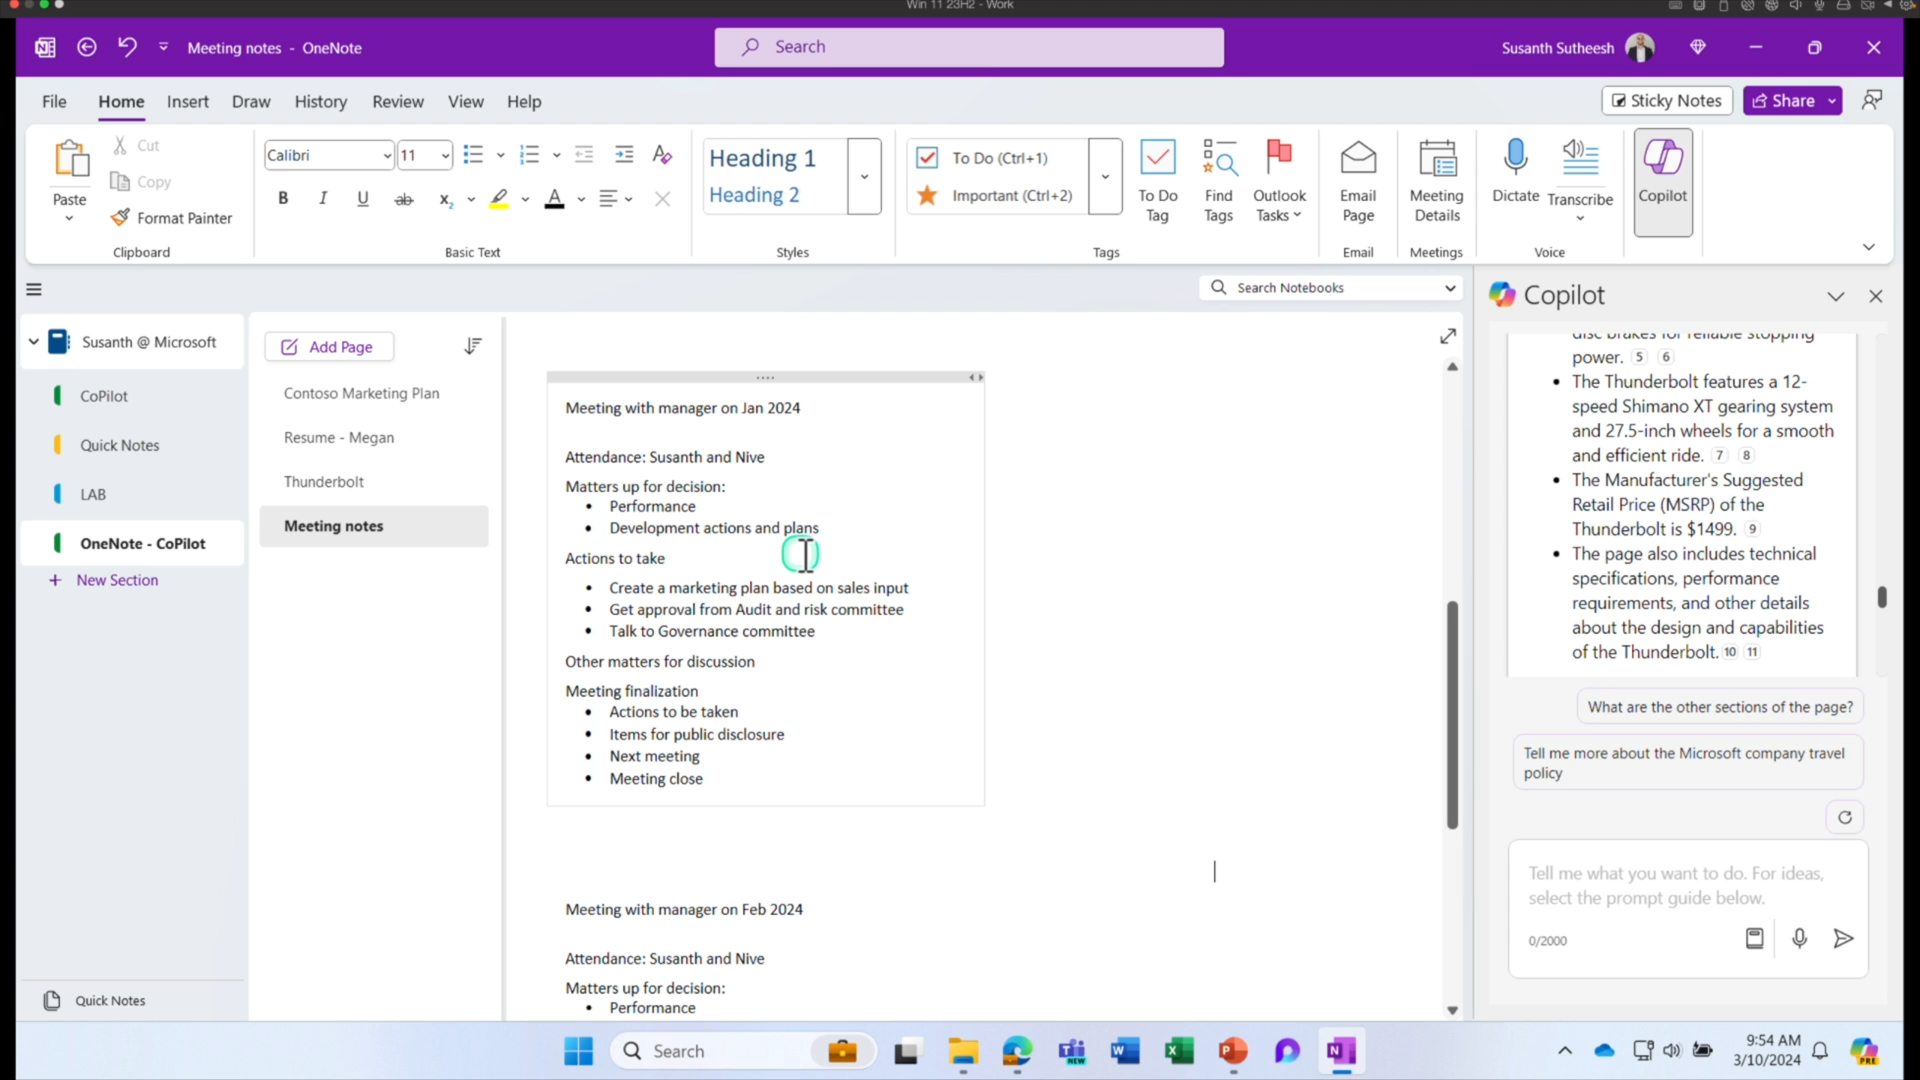 Win 11 23H2 - Work
Meeting notes - OneNote
Search
Susanth Sutheesh
File
Home
Insert
Draw
History
Review
View
Help
Sticky Notes
Share
Paste
Cut
Copy
Format Painter
Clipboard
Calibri
11
Basic Text
Heading 1
Heading 2
Styles
To Do (Ctrl+1)
Important (Ctrl+2)
To Do
Tag
Find
Tags
Outlook
Tasks
Tags
Email
Page
Email
Meeting
Details
Meetings
Dictate
Transcribe
Voice
Copilot
Search Notebooks
Susanth @ Microsoft
CoPilot
Quick Notes
LAB
OneNote - CoPilot
New Section
Quick Notes
Add Page
Contoso Marketing Plan
Resume - Megan
Thunderbolt
Meeting notes
Meeting with manager on Jan 2024
Attendance: Susanth and Nive
Matters up for decision:
• Performance
• Development actions and plans
Actions to take
• Create a marketing plan based on sales input
• Get approval from Audit and risk committee
• Talk to Governance committee
Other matters for discussion
Meeting finalization
• Actions to be taken
• Items for public disclosure
• Next meeting
• Meeting close
Meeting with manager on Feb 2024
Attendance: Susanth and Nive
Matters up for decision:
• Performance
Copilot
disc brakes for reliable stopping
power. 5 6
• The Thunderbolt features a 12-
speed Shimano XT gearing system
and 27.5-inch wheels for a smooth
and efficient ride. 7 8
• The Manufacturer's Suggested
Retail Price (MSRP) of the
Thunderbolt is $1499. 9
• The page also includes technical
specifications, performance
requirements, and other details
about the design and capabilities
of the Thunderbolt. 10 11
What are the other sections of the page?
Tell me more about the Microsoft company travel
policy
Tell me what you want to do. For ideas,
select the prompt guide below.
0/2000
Search
9:54 AM
3/10/2024